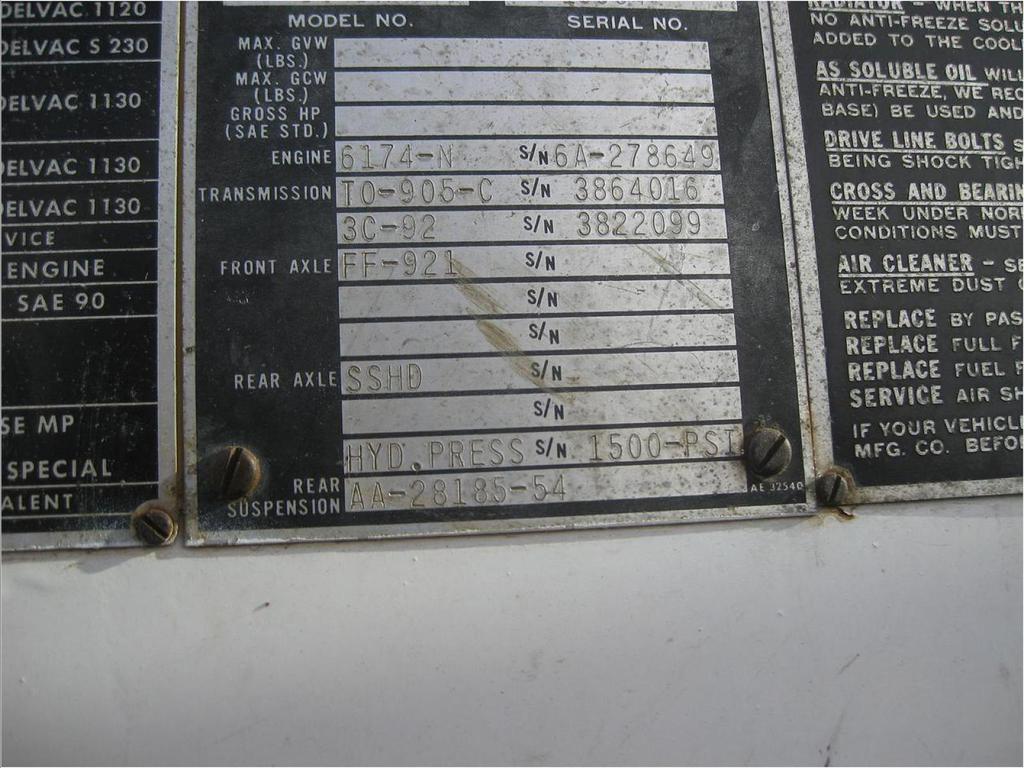 DELVAC 1120
DELVAC S 230
DELVAC 1130
DELVAC 1130
DELVAC 1130
VICE
ENGINE
SAE 90
SE MP
SPECIAL
ALENT
MODEL NO. SERIAL NO.
MAX. GVW
(LBS.)
MAX. GCW
(LBS.)
GROSS HP
(SAE STD.)
ENGINE 6174-N S/N 6A-278649
TRANSMISSION TO-905-C S/N 3864016
3C-92 S/N 3822099
FRONT AXLE FF-921 S/N
S/N
S/N
REAR AXLE SSHD S/N
S/N
HYD.PRESS S/N 1500-PSI
REAR
SUSPENSION AA-28185-54
AE 32540
RADIATOR - WHEN TH
NO ANTI-FREEZE SOLU
ADDED TO THE COOL
AS SOLUBLE OIL WILL
ANTI-FREEZE, WE REC
BASE) BE USED AND
DRIVE LINE BOLTS S
BEING SHOCK TIGH
CROSS AND BEARIN
WEEK UNDER NOR
CONDITIONS MUST
AIR CLEANER - SE
EXTREME DUST C
REPLACE BY PAS
REPLACE FULL F
REPLACE FUEL F
SERVICE AIR SH
IF YOUR VEHICL
MFG. CO. BEFO